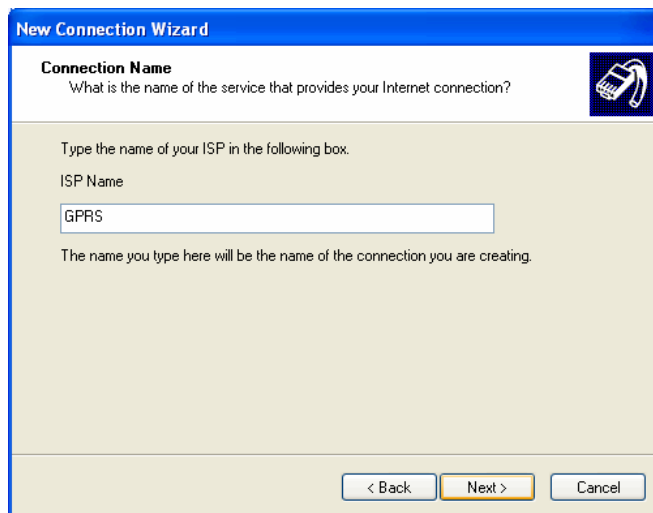 New Connection Wizard
Connection Name
What is the name of the service that provides your Internet connection?
Type the name of your ISP in the following box.
ISP Name
GPRS
The name you type here will be the name of the connection you are creating.
< Back Next > Cancel